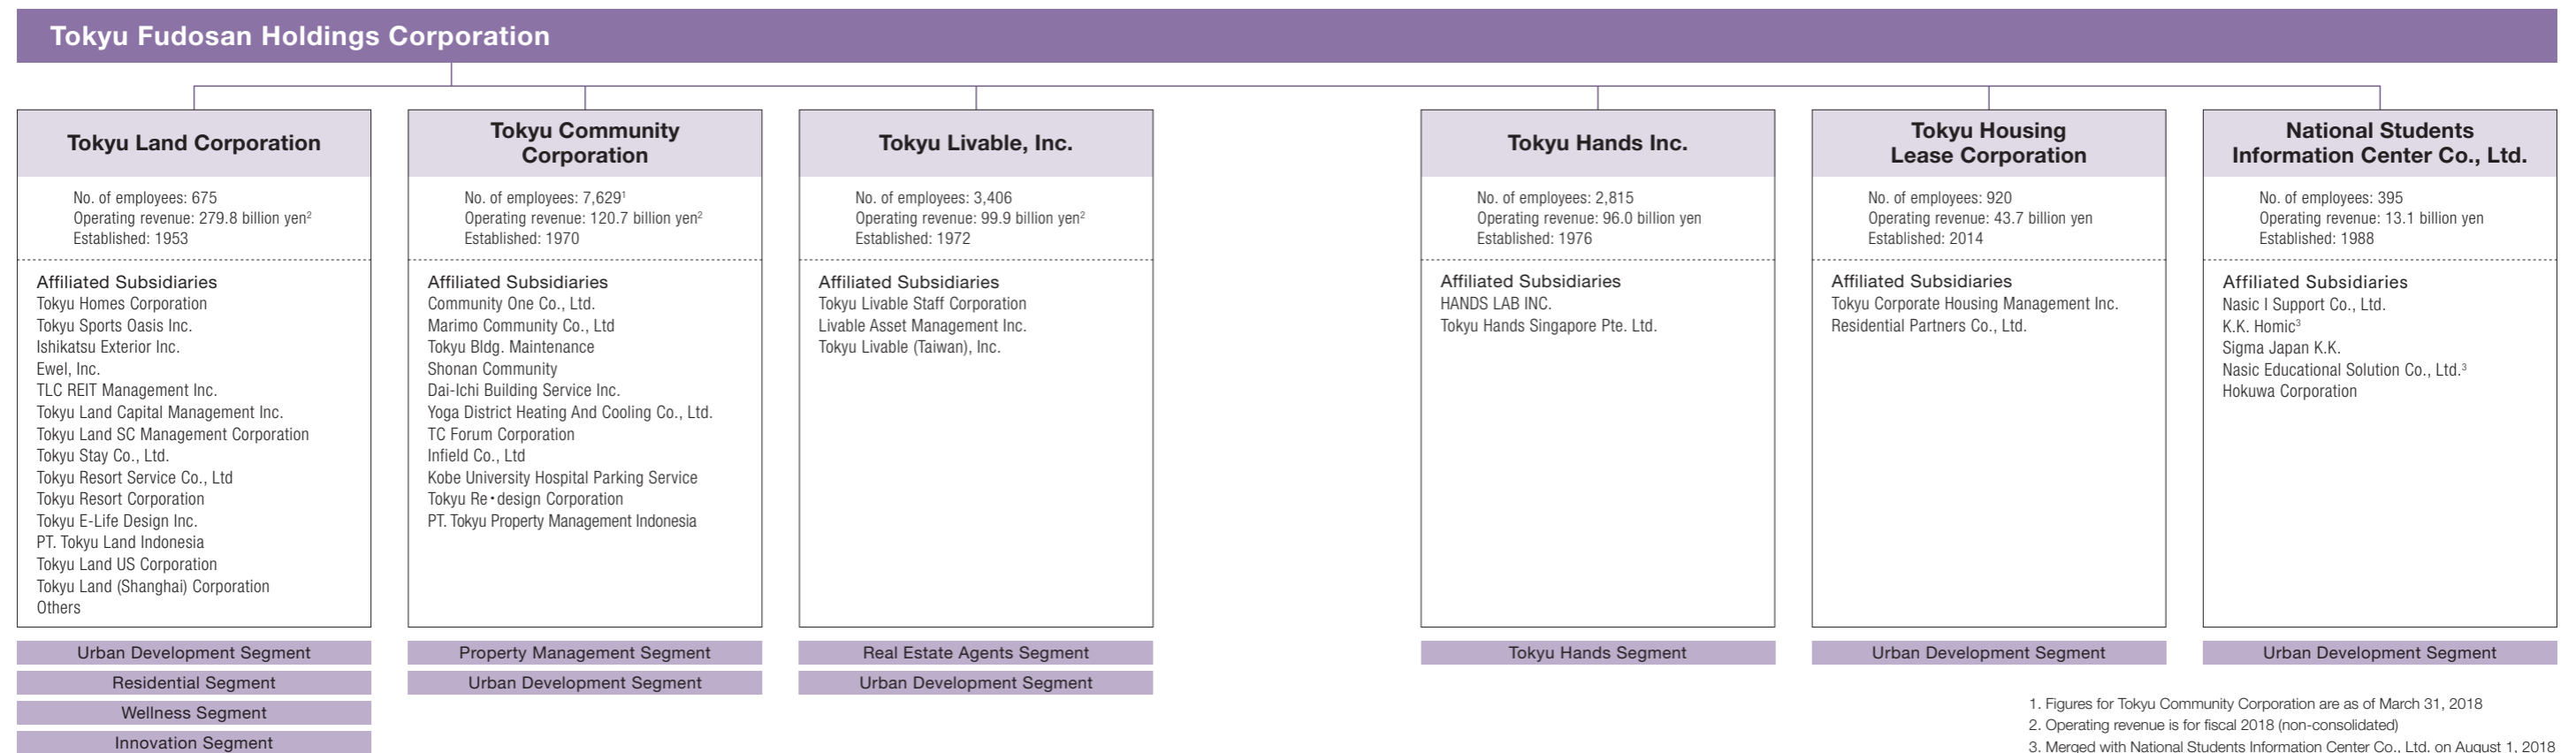 Tokyu Fudosan Holdings Corporation
Tokyu Land Corporation
No. of employees: 675
Operating revenue: 279.8 billion yen²
Established: 1953
Affiliated Subsidiaries
Tokyu Homes Corporation
Tokyu Sports Oasis Inc.
Ishikatsu Exterior Inc.
Ewel, Inc.
TLC REIT Management Inc.
Tokyu Land Capital Management Inc.
Tokyu Land SC Management Corporation
Tokyu Stay Co., Ltd.
Tokyu Resort Service Co., Ltd
Tokyu Resort Corporation
Tokyu E-Life Design Inc.
PT. Tokyu Land Indonesia
Tokyu Land US Corporation
Tokyu Land (Shanghai) Corporation
Others
Urban Development Segment
Residential Segment
Wellness Segment
Innovation Segment
Tokyu Community
Corporation
No. of employees: 7,629¹
Operating revenue: 120.7 billion yen²
Established: 1970
Affiliated Subsidiaries
Community One Co., Ltd.
Marimo Community Co., Ltd
Tokyu Bldg. Maintenance
Shonan Community
Dai-Ichi Building Service Inc.
Yoga District Heating And Cooling Co., Ltd.
TC Forum Corporation
Infield Co., Ltd
Kobe University Hospital Parking Service
Tokyu Re・design Corporation
PT. Tokyu Property Management Indonesia
Property Management Segment
Urban Development Segment
Tokyu Livable, Inc.
No. of employees: 3,406
Operating revenue: 99.9 billion yen²
Established: 1972
Affiliated Subsidiaries
Tokyu Livable Staff Corporation
Livable Asset Management Inc.
Tokyu Livable (Taiwan), Inc.
Real Estate Agents Segment
Urban Development Segment
Tokyu Hands Inc.
No. of employees: 2,815
Operating revenue: 96.0 billion yen
Established: 1976
Affiliated Subsidiaries
HANDS LAB INC.
Tokyu Hands Singapore Pte. Ltd.
Tokyu Hands Segment
Tokyu Housing
Lease Corporation
No. of employees: 920
Operating revenue: 43.7 billion yen
Established: 2014
Affiliated Subsidiaries
Tokyu Corporate Housing Management Inc.
Residential Partners Co., Ltd.
Urban Development Segment
National Students
Information Center Co., Ltd.
No. of employees: 395
Operating revenue: 13.1 billion yen
Established: 1988
Affiliated Subsidiaries
Nasic I Support Co., Ltd.
K.K. Homic³
Sigma Japan K.K.
Nasic Educational Solution Co., Ltd.³
Hokuwa Corporation
Urban Development Segment
1. Figures for Tokyu Community Corporation are as of March 31, 2018
2. Operating revenue is for fiscal 2018 (non-consolidated)
3. Merged with National Students Information Center Co., Ltd. on August 1, 2018